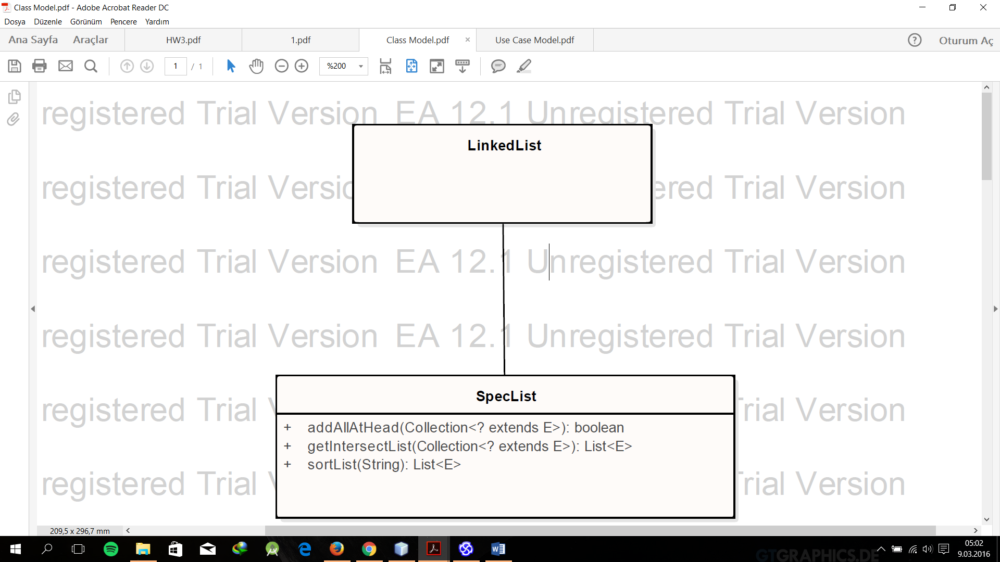 Class Model.pdf - Adobe Acrobat Reader DC
Dosya Düzenle Görünüm Pencere Yardım
Ana Sayfa Araçlar HW3.pdf 1.pdf Class Model.pdf × Use Case Model.pdf ? Oturum Aç
1 / 1 %200
registered Trial Version EA 12.1 Unregistered Trial Version
LinkedList
registered Trial Versio ered Trial Version
registered Trial Version EA 12.1 Unregistered Trial Version
registered Trial Version EA 12.1 Unregistered Trial Version
SpecList
registered Trial V Trial Version
+ addAllAtHead(Collection<? extends E>): boolean
+ getIntersectList(Collection<? extends E>): List<E>
+ sortList(String): List<E>
registered Trial V Trial Version
209,5 x 296,7 mm
05:02
GTGRAPHICS.DE
9.03.2016